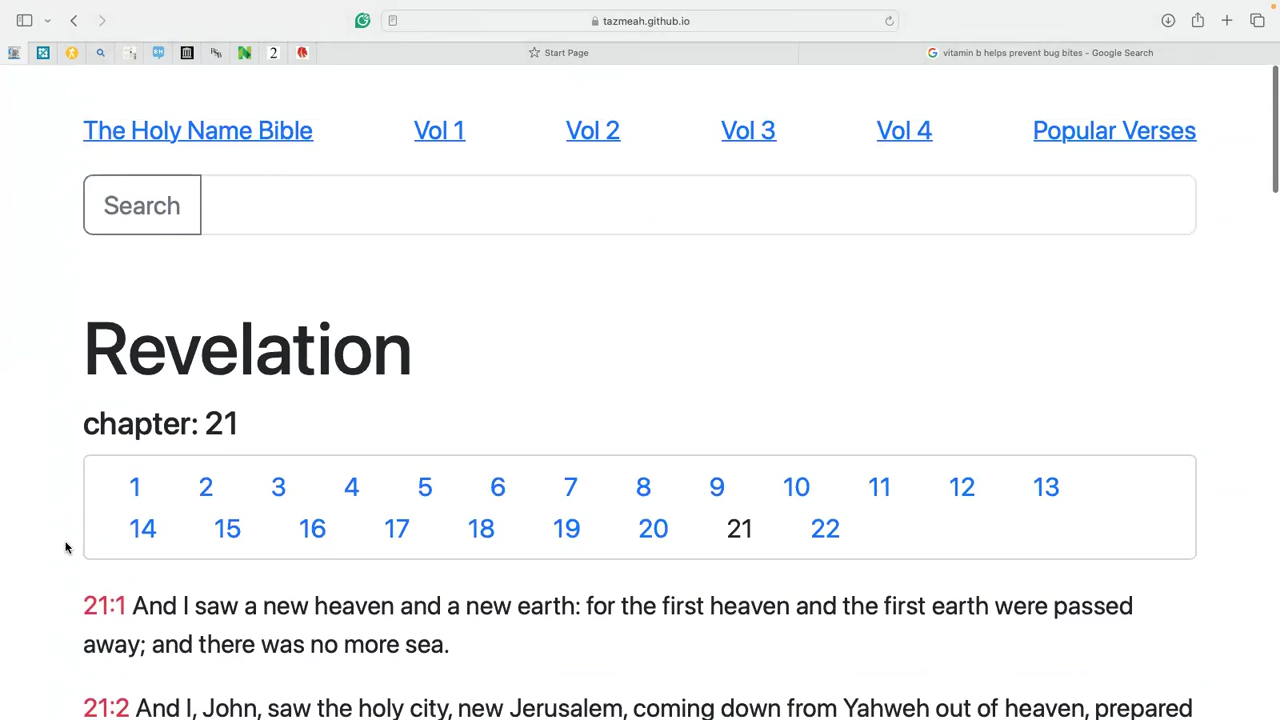 tazmeah.github.io
2
Start Page
vitamin b helps prevent bug bites - Google Search
The Holy Name Bible Vol 1 Vol 2 Vol 3 Vol 4 Popular Verses
Search
Revelation
chapter: 21
1 2 3 4 5 6 7 8 9 10 11 12 13
14 15 16 17 18 19 20 21 22
21:1 And I saw a new heaven and a new earth: for the first heaven and the first earth were passed
away; and there was no more sea.
21:2 And I, John, saw the holy city, new Jerusalem, coming down from Yahweh out of heaven, prepared